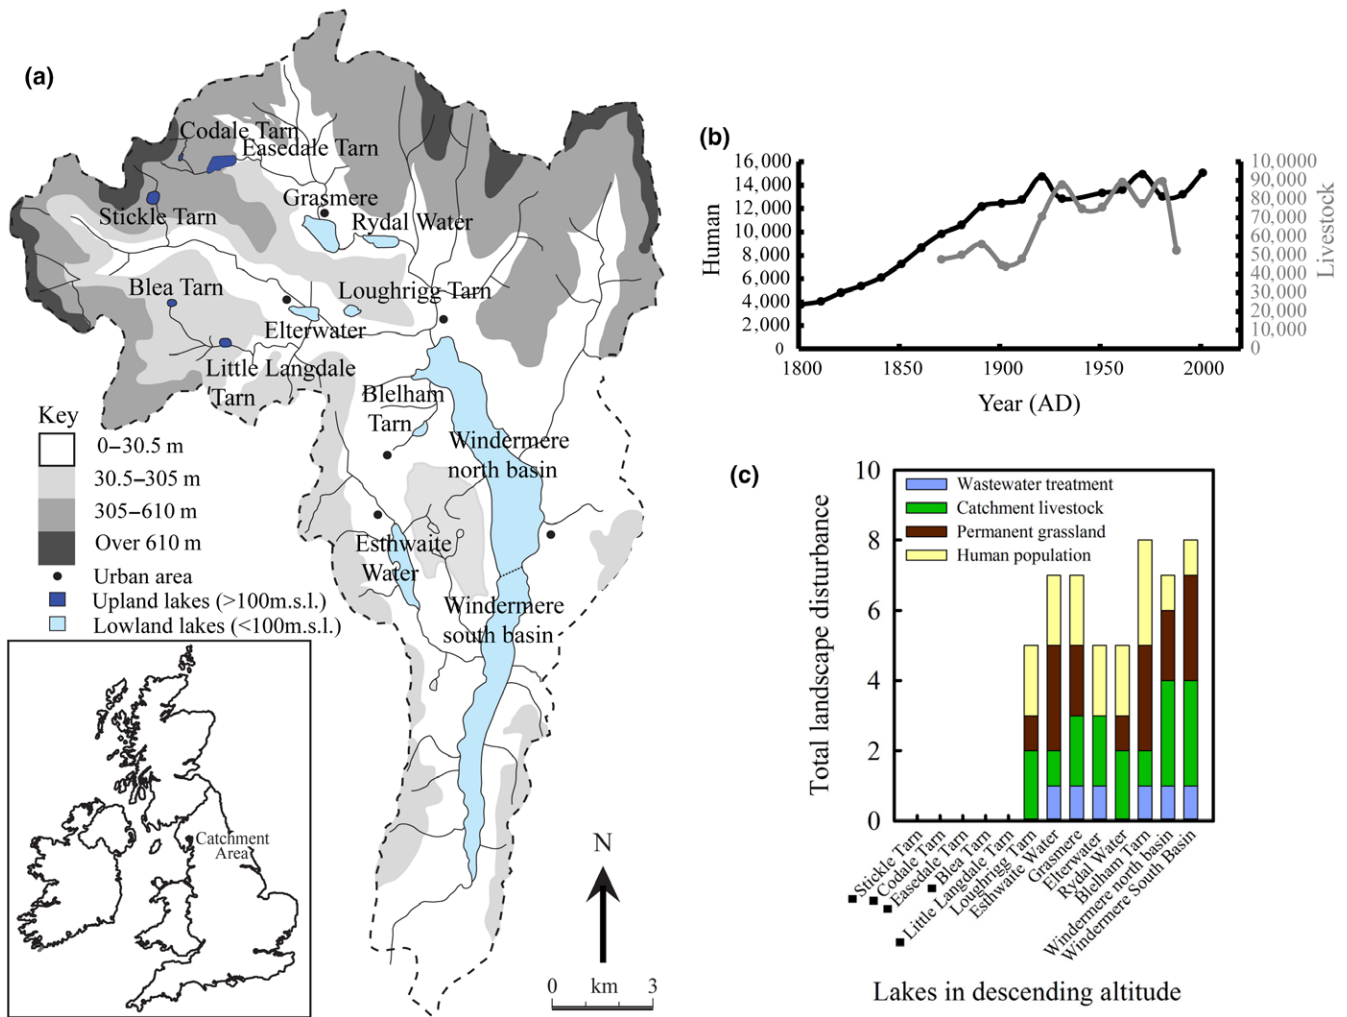 (a)
Codale Tarn
Easedale Tarn
Grasmere
Rydal Water
Stickle Tarn
Blea Tarn
Loughrigg Tarn
Elterwater
Little Langdale
Tarn
Blelham
Tarn
Windermere
north basin
Esthwaite
Water
Windermere
south basin
Key
0–30.5 m
30.5–305 m
305–610 m
Over 610 m
Urban area
Upland lakes (>100m.s.l.)
Lowland lakes (<100m.s.l.)
Catchment
Area
N
0 km 3
(b)
Human
16,000
14,000
12,000
10,000
8,000
6,000
4,000
2,000
0
10,0000
90,000
80,000
70,000
60,000
50,000
40,000
30,000
20,000
10,000
0
Livestock
1800 1850 1900 1950 2000
Year (AD)
(c)
Total landscape disturbance
10
8
6
4
2
0
Wastewater treatment
Catchment livestock
Permanent grassland
Human population
Stickle Tarn
Codale Tarn
Easedale Tarn
Blea Tarn
Little Langdale Tarn
Loughrigg Tarn
Esthwaite Water
Grasmere
Elterwater
Rydal Water
Blelham Tarn
Windermere north basin
Windermere South Basin
Lakes in descending altitude